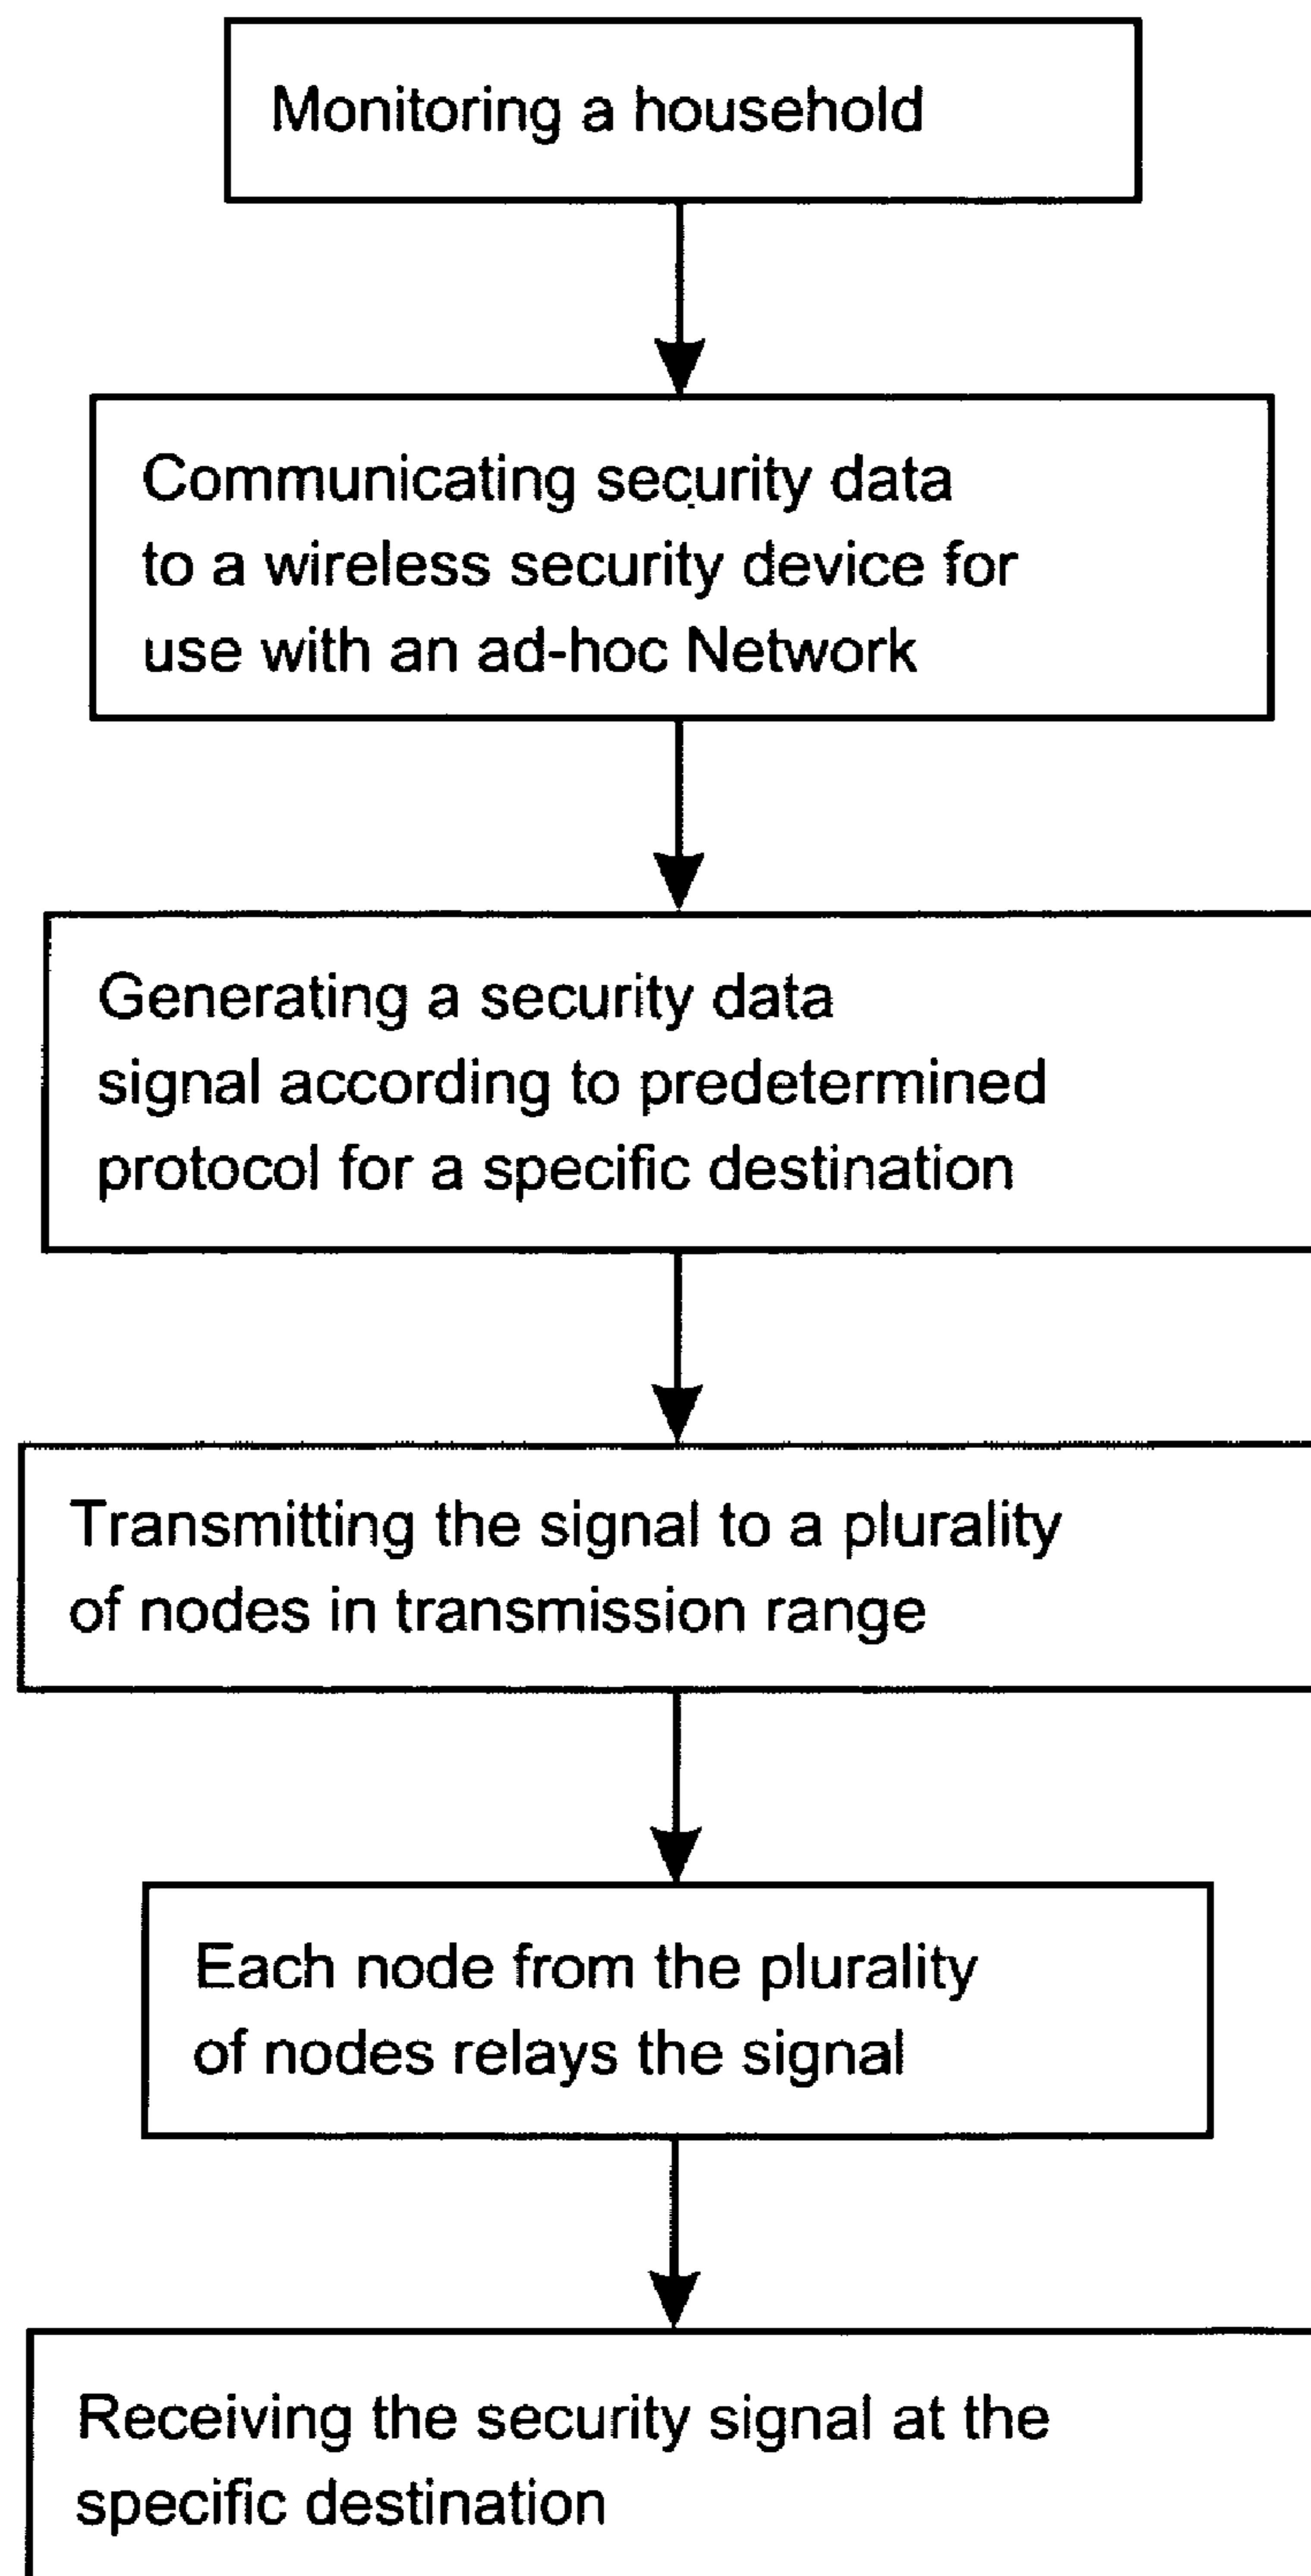 Monitoring a household
Communicating security data
to a wireless security device for
use with an ad-hoc Network
Generating a security data
signal according to predetermined
protocol for a specific destination
Transmitting the signal to a plurality
of nodes in transmission range
Each node from the plurality
of nodes relays the signal
Receiving the security signal at the
specific destination